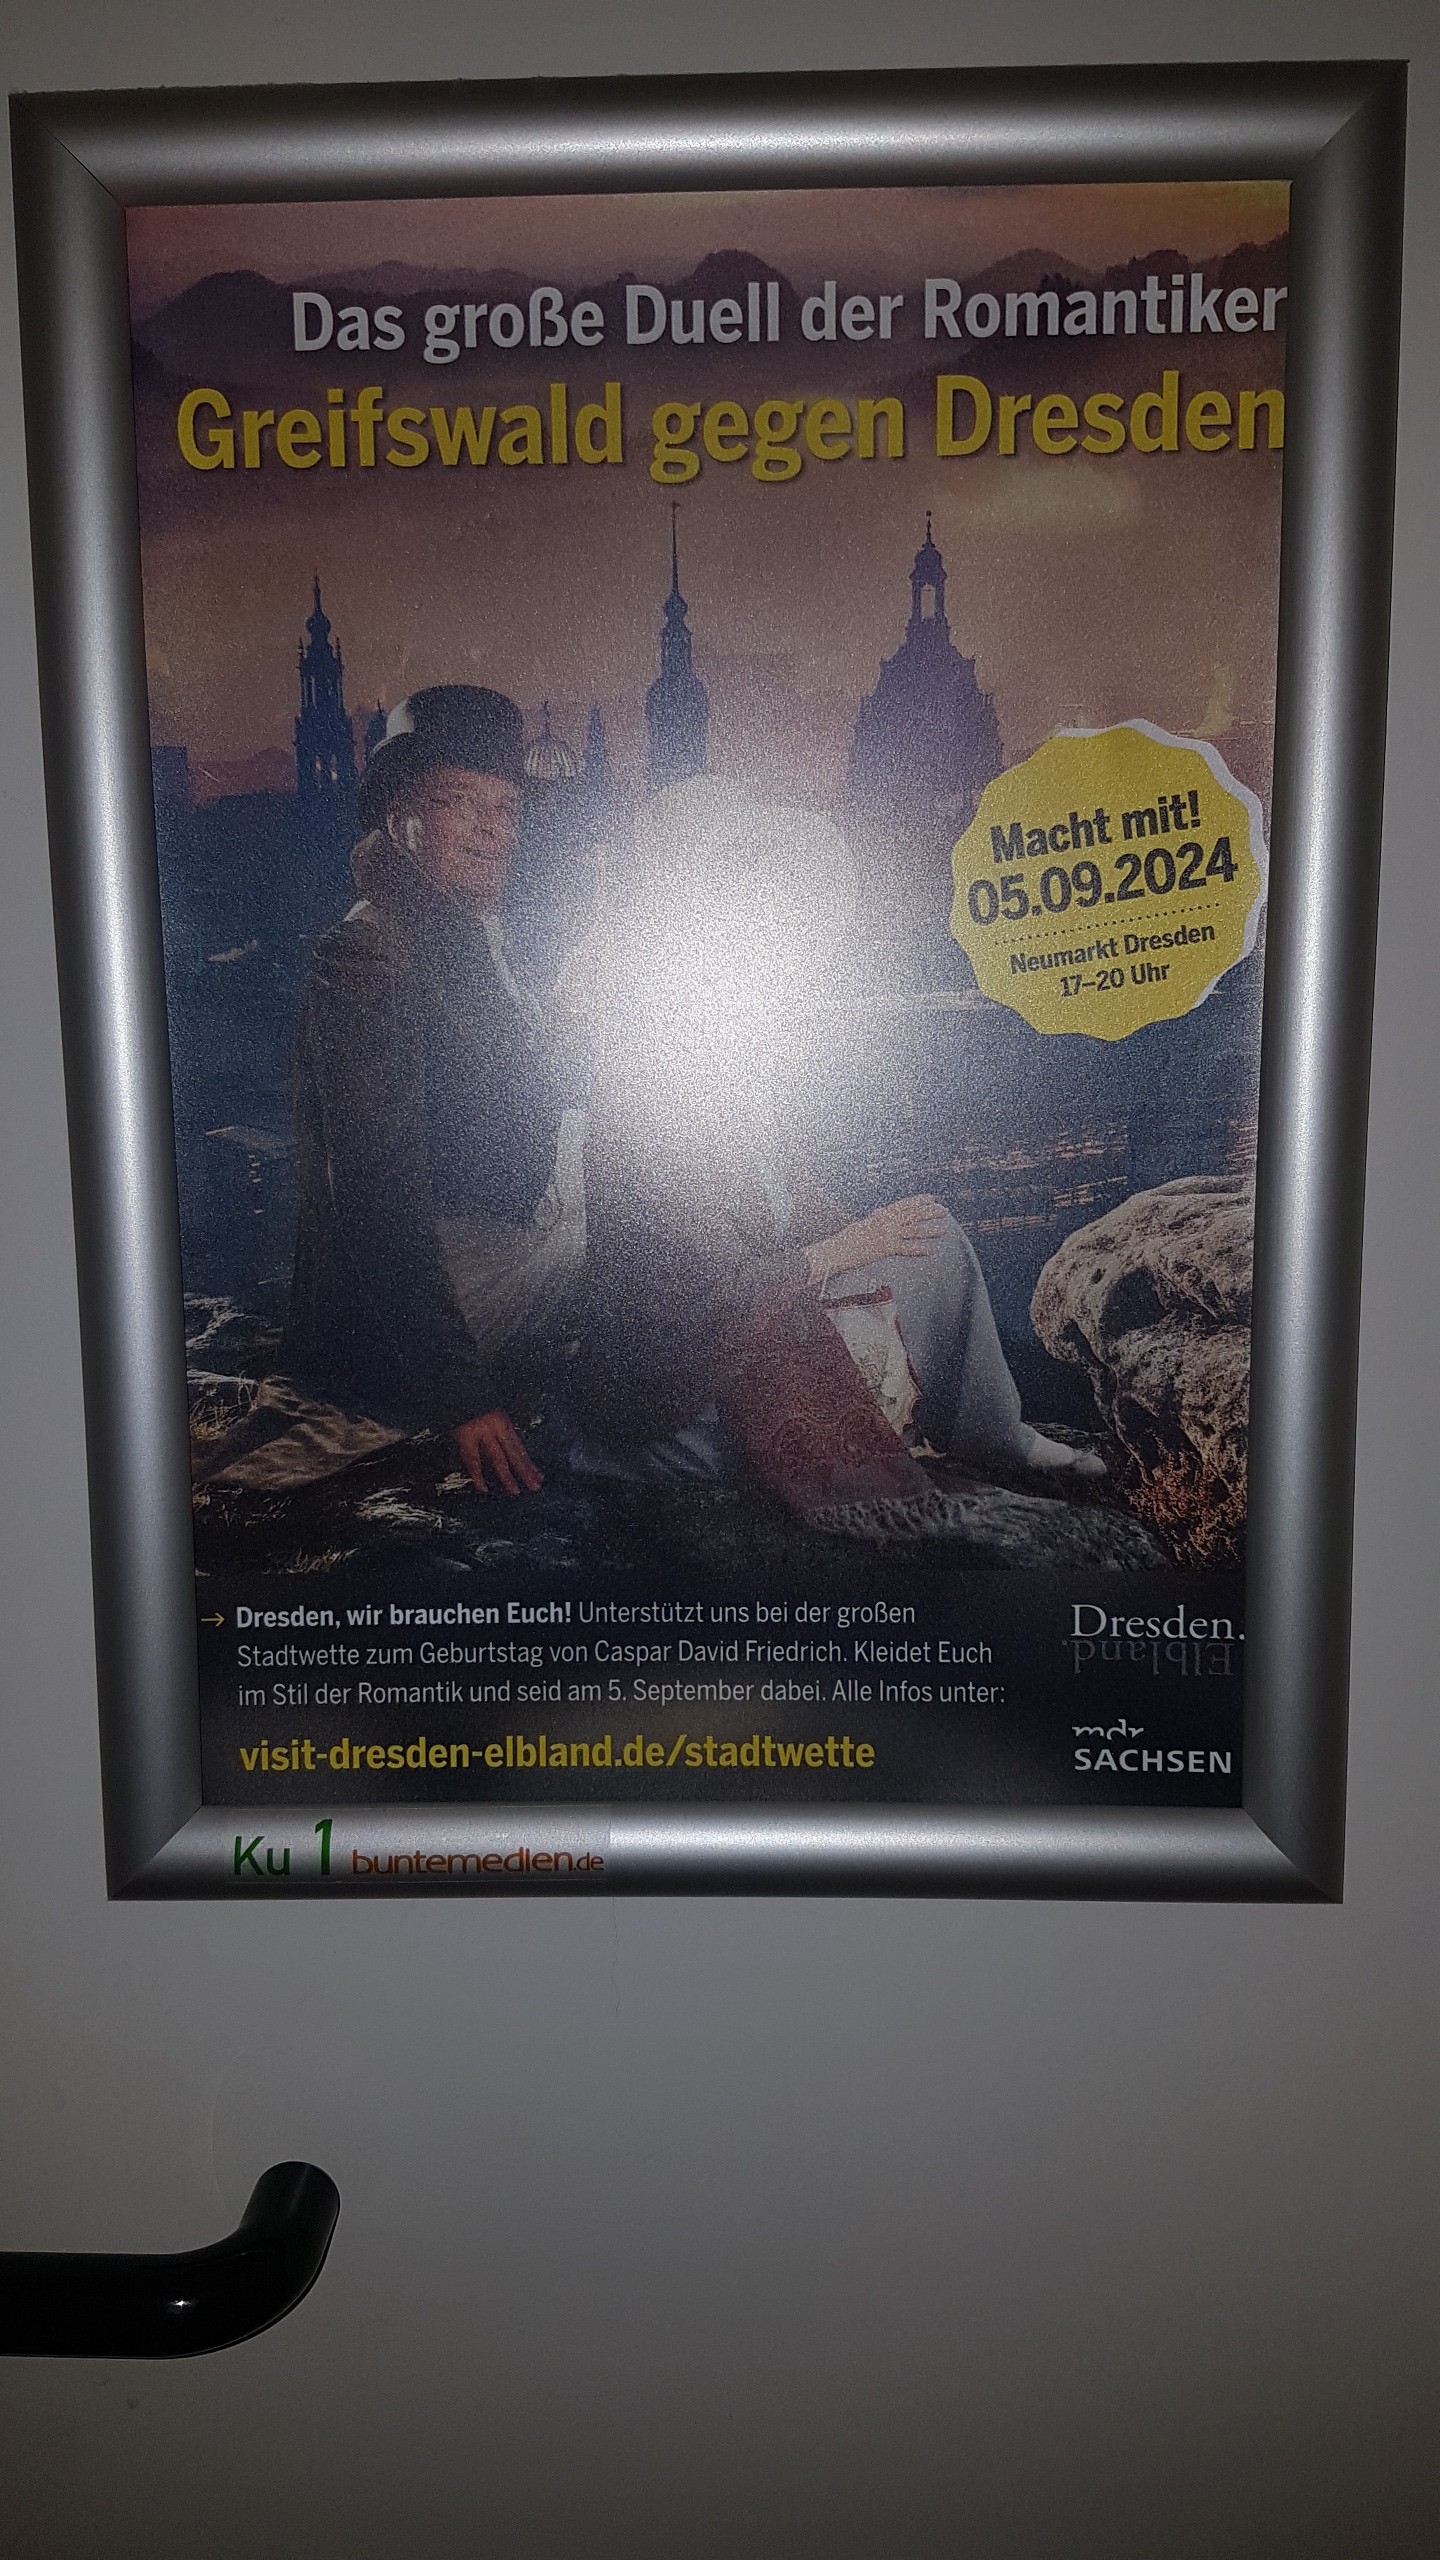 Das große Duell der Romantiker
Greifswald gegen Dresden
Macht mit!
05.09.2024
Neumarkt Dresden
17–20 Uhr
→ Dresden, wir brauchen Euch! Unterstützt uns bei der großen
Stadtwette zum Geburtstag von Caspar David Friedrich. Kleidet Euch
im Stil der Romantik und seid am 5. September dabei. Alle Infos unter:
visit-dresden-elbland.de/stadtwette
Dresden.
Elbland.
mdr
SACHSEN
Ku 1 buntemedien.de